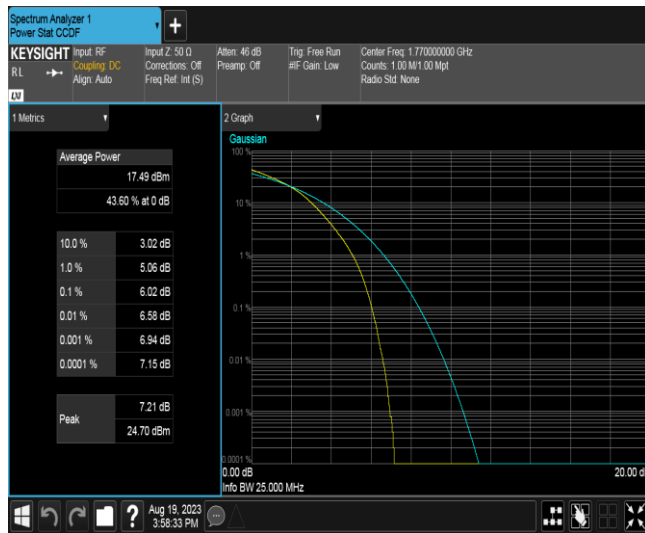 Spectrum Analyzer 1
Power Stat CCDF
+
KEYSIGHT
RL
LXI
Input: RF
Coupling: DC
Align: Auto
Input Z: 50 Ω
Corrections: Off
Freq Ref: Int (S)
Atten: 46 dB
Preamp: Off
Trig: Free Run
#IF Gain: Low
Center Freq: 1.770000000 GHz
Counts: 1.00 M/1.00 Mpt
Radio Std: None
1 Metrics
Average Power
17.49 dBm
43.60 % at 0 dB
10.0 % 3.02 dB
1.0 % 5.06 dB
0.1 % 6.02 dB
0.01 % 6.58 dB
0.001 % 6.94 dB
0.0001 % 7.15 dB
Peak
7.21 dB
24.70 dBm
2 Graph
Gaussian
100 %
10 %
1 %
0.1 %
0.01 %
0.001 %
0.0001 %
0.00 dB
20.00 d
Info BW 25.000 MHz
?
Aug 19, 2023
3:58:33 PM